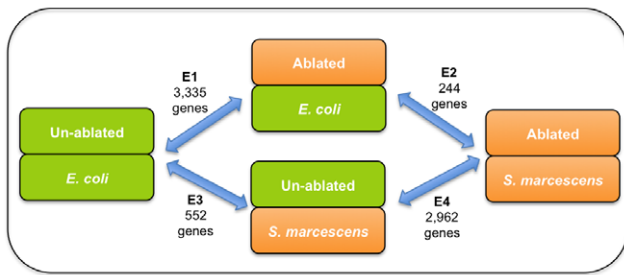 E1
3,335
genes
Ablated
E. coli
E2
244
genes
Un-ablated
E. coli
Ablated
S. marcescens
E3
552
genes
Un-ablated
S. marcescens
E4
2,962
genes